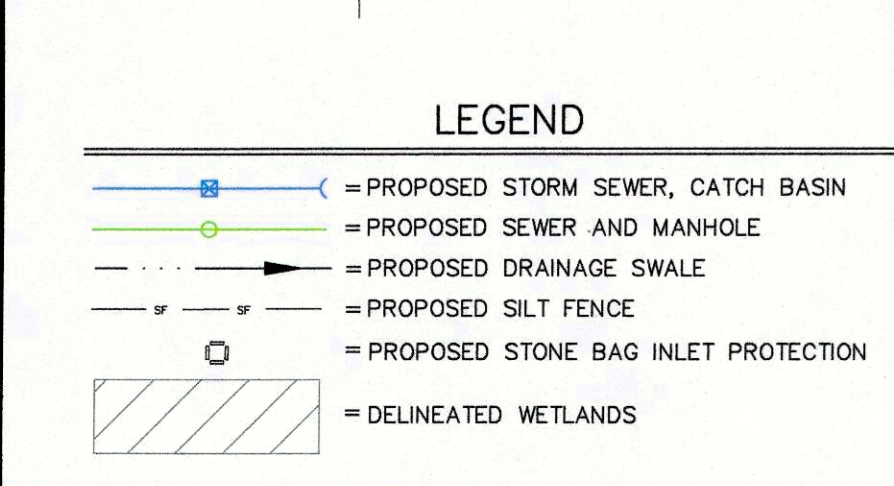 LEGEND
= PROPOSED STORM SEWER, CATCH BASIN
= PROPOSED SEWER AND MANHOLE
= PROPOSED DRAINAGE SWALE
SF SF = PROPOSED SILT FENCE
= PROPOSED STONE BAG INLET PROTECTION
= DELINEATED WETLANDS